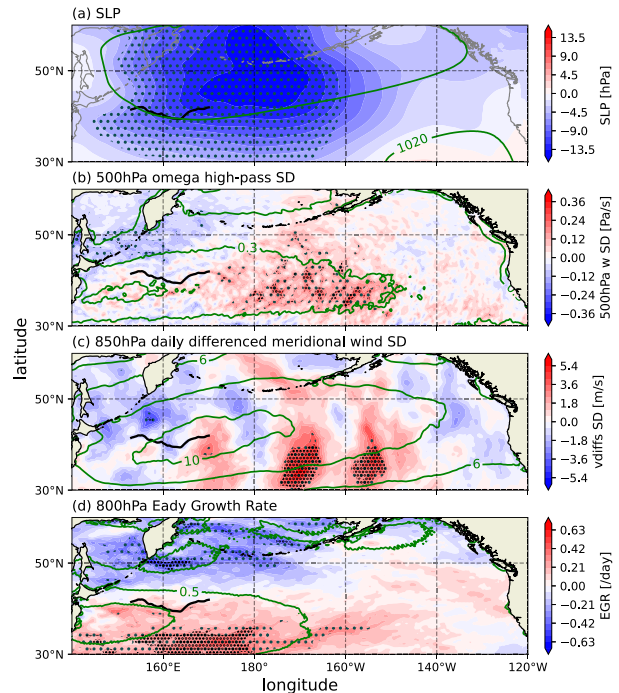 (a) SLP
50°N
30°N
1020
13.5
9.0
4.5
0.0
−4.5
−9.0
−13.5
SLP [hPa]
(b) 500hPa omega high-pass SD
50°N
30°N
0.3
0.36
0.24
0.12
0.00
−0.12
−0.24
−0.36
500hPa w SD [Pa/s]
latitude
(c) 850hPa daily differenced meridional wind SD
50°N
30°N
6
10
6
5.4
3.6
1.8
0.0
−1.8
−3.6
−5.4
vdiffs SD [m/s]
(d) 800hPa Eady Growth Rate
50°N
30°N
0.5
0.63
0.42
0.21
0.00
−0.21
−0.42
−0.63
EGR [/day]
160°E
180°
160°W
140°W
120°W
longitude